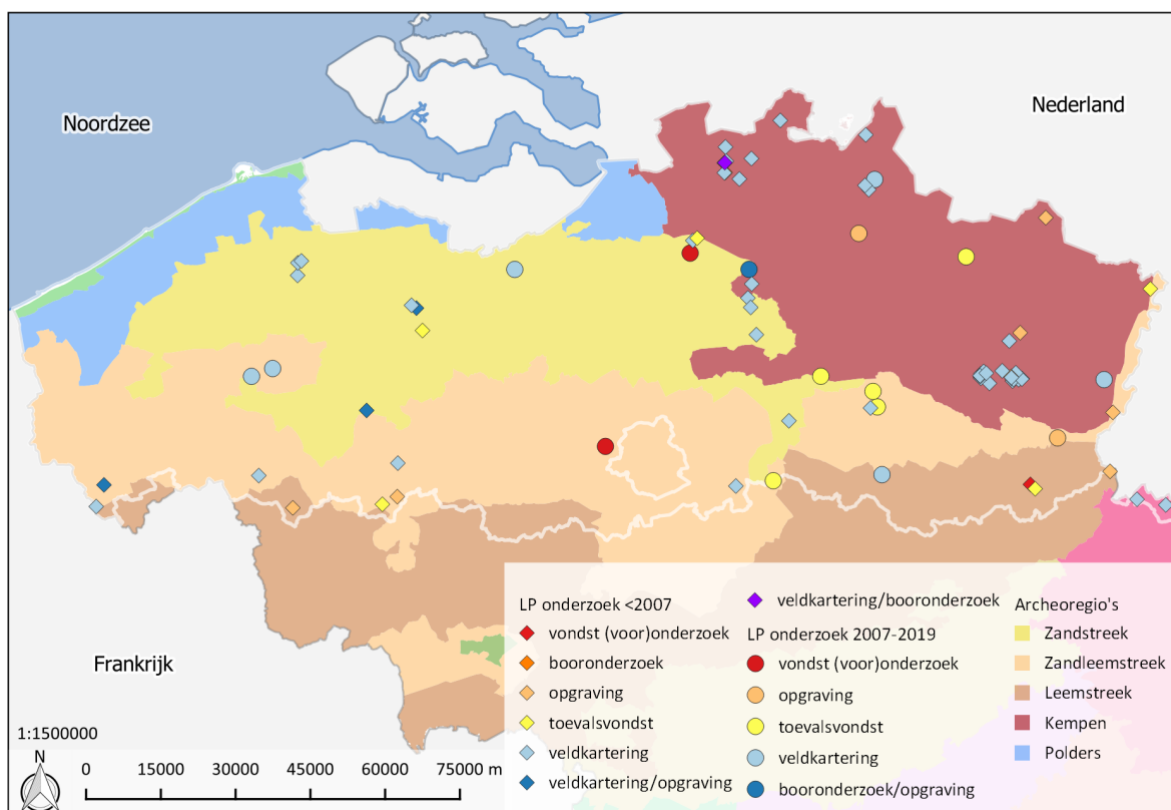 Noordzee
Nederland
Frankrijk
1:1500000
N
0 15000 30000 45000 60000 75000 m
LP onderzoek <2007
vondst (voor)onderzoek
booronderzoek
opgraving
toevalsvondst
veldkartering
veldkartering/opgraving
veldkartering/booronderzoek
LP onderzoek 2007-2019
vondst (voor)onderzoek
opgraving
toevalsvondst
veldkartering
booronderzoek/opgraving
Archeoregio's
Zandstreek
Zandleemstreek
Leemstreek
Kempen
Polders